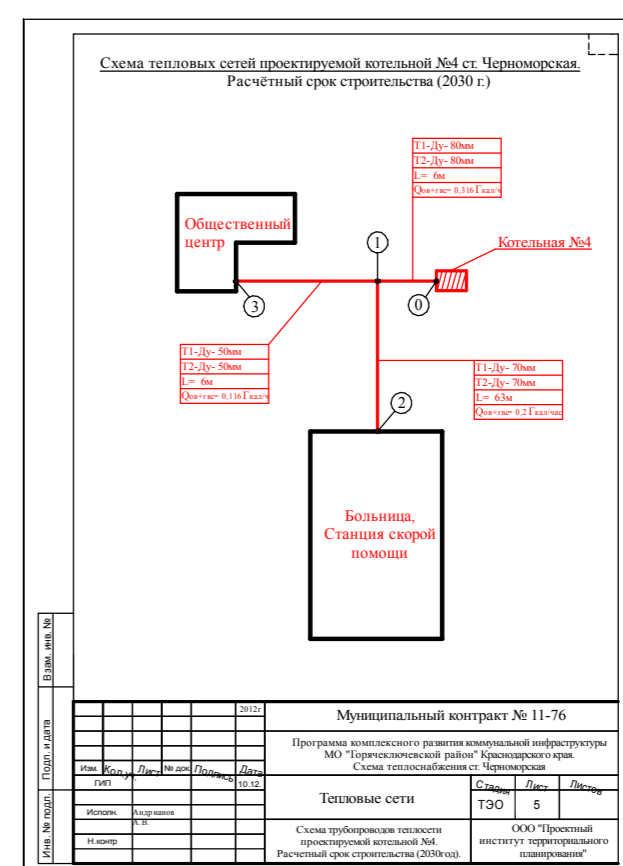 Схема тепловых сетей проектируемой котельной №4 ст. Черноморская.
Расчётный срок строительства (2030 г.)
Т1-Ду- 80мм
Т2-Ду- 80мм
L= 6м
Qов+гвс= 0,316 Гкал/ч
Общественный
центр
1
Котельная №4
3
0
Т1-Ду- 50мм
Т2-Ду- 50мм
L= 6м
Qов+гвс= 0,116 Гкал/ч
Т1-Ду- 70мм
Т2-Ду- 70мм
L= 63м
Qов+гвс= 0,2 Гкал/час
2
Больница,
Станция скорой
помощи
Взам. инв. №
Подп. и дата
Инв. № подл.
2012г
Муниципальный контракт № 11-76
Программа комплексного развития коммунальной инфраструктуры
МО "Горячеключевской район" Краснодарского края.
Схема теплоснабжения ст. Черноморская
Изм. Кол.уч. Лист № док. Подпись Дата
ГИП 10.12.
Тепловые сети
Стадия Лист Листов
ТЭО 5
Исполн. Андрианов
А.В.
Н.контр
Схема трубопроводов теплосети
проектируемой котельной №4.
Расчетный срок строительства (2030год).
ООО "Проектный
институт территориального
планирования"